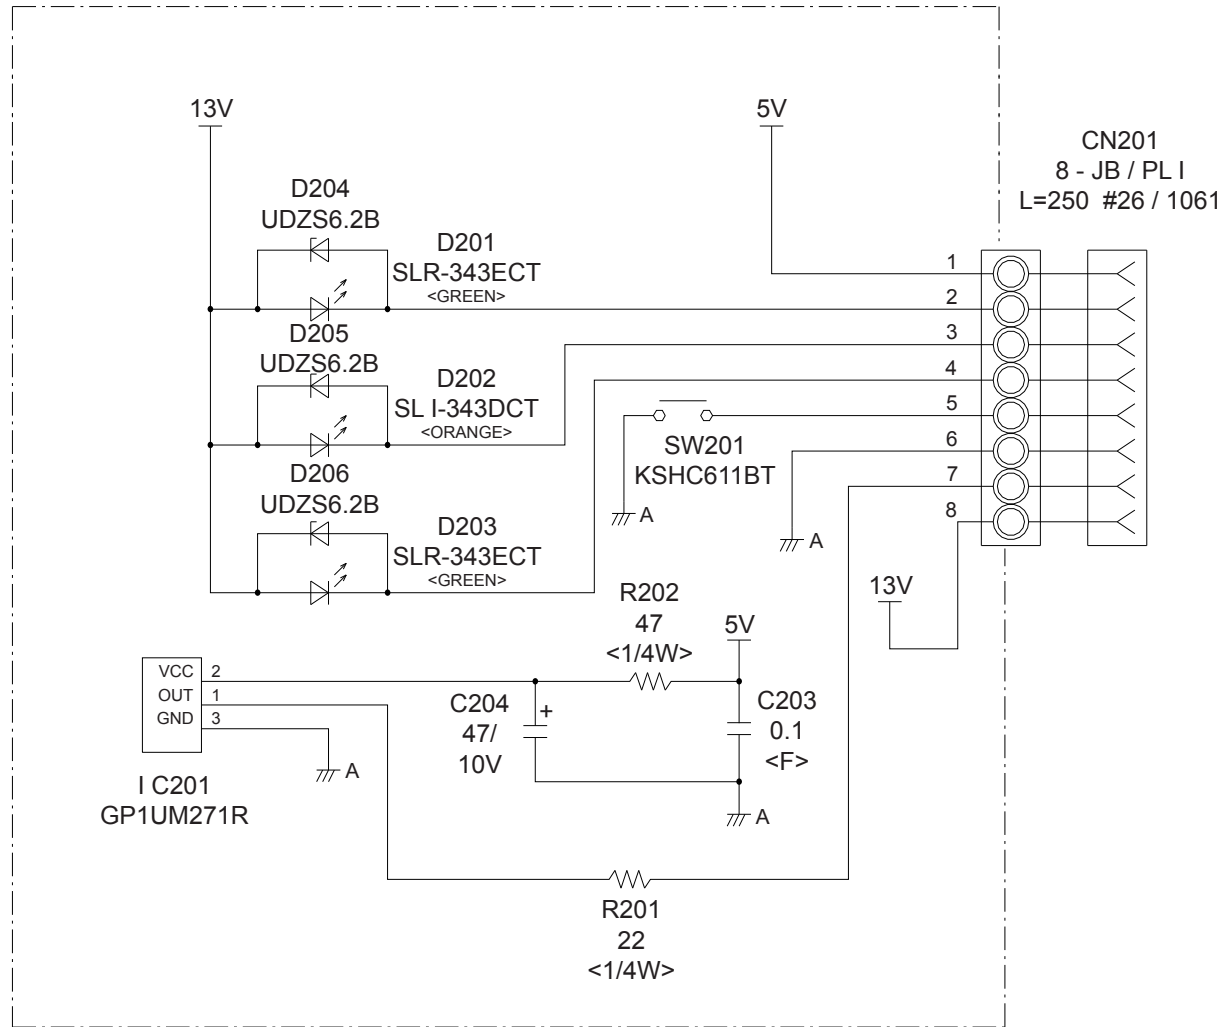 13V
5V
CN201
8 - JB / PL I
L=250 #26 / 1061
D204
UDZS6.2B
D201
SLR-343ECT
<GREEN>
1
2
3
4
5
6
7
8
D205
UDZS6.2B
D202
SL I-343DCT
<ORANGE>
SW201
KSHC611BT
A
A
D206
UDZS6.2B
D203
SLR-343ECT
<GREEN>
13V
R202
47
<1/4W>
5V
VCC 2
OUT 1
GND 3
A
I C201
GP1UM271R
C204
+
47/
10V
C203
0.1
<F>
A
R201
22
<1/4W>